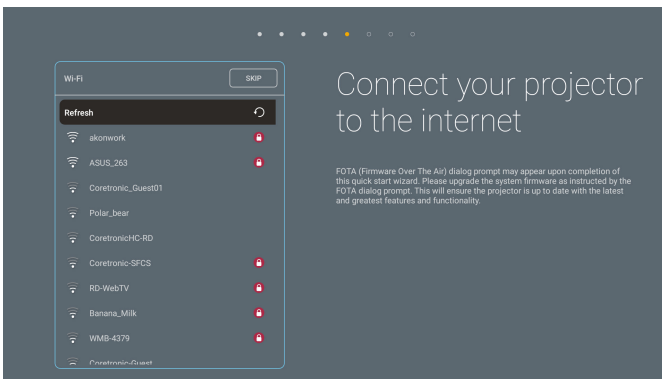 Wi-Fi
SKIP
Refresh
akonwork
ASUS_263
Coretronic_Guest01
Polar_bear
CoretronicHC-RD
Coretronic-SFCS
RD-WebTV
Banana_Milk
WMB-4379
Coretronic-Guest
Connect your projector
to the internet
FOTA (Firmware Over The Air) dialog prompt may appear upon completion of
this quick start wizard. Please upgrade the system firmware as instructed by the
FOTA dialog prompt. This will ensure the projector is up to date with the latest
and greatest features and functionality.